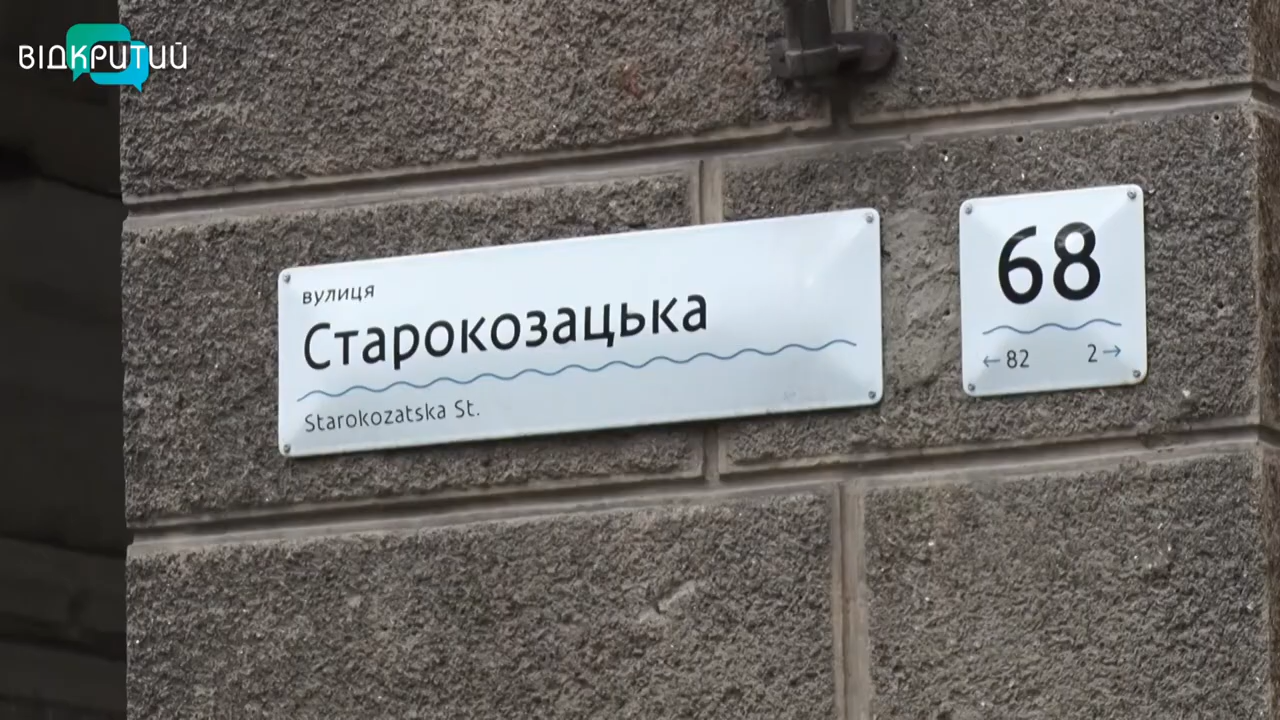 ВІДКРИТИЙ
вулиця
Старокозацька
Starokozatska St.
68
←82 2→